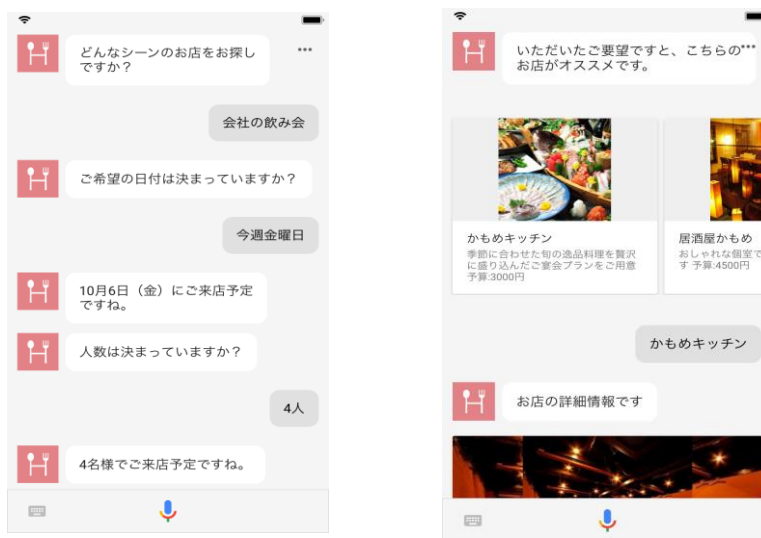 どんなシーンのお店をお探し
ですか？
会社の飲み会
ご希望の日付は決まっていますか？
今週金曜日
10月6日（金）にご来店予定
ですね。
人数は決まっていますか？
4人
4名様でご来店予定ですね。
いただいたご要望ですと、こちらの
お店がオススメです。
かもめキッチン
季節に合わせた旬の逸品料理を贅沢
に盛り込んだご宴会プランをご用意
予算:3000円
居酒屋かもめ
おしゃれな個室で
す 予算:4500円
かもめキッチン
お店の詳細情報です